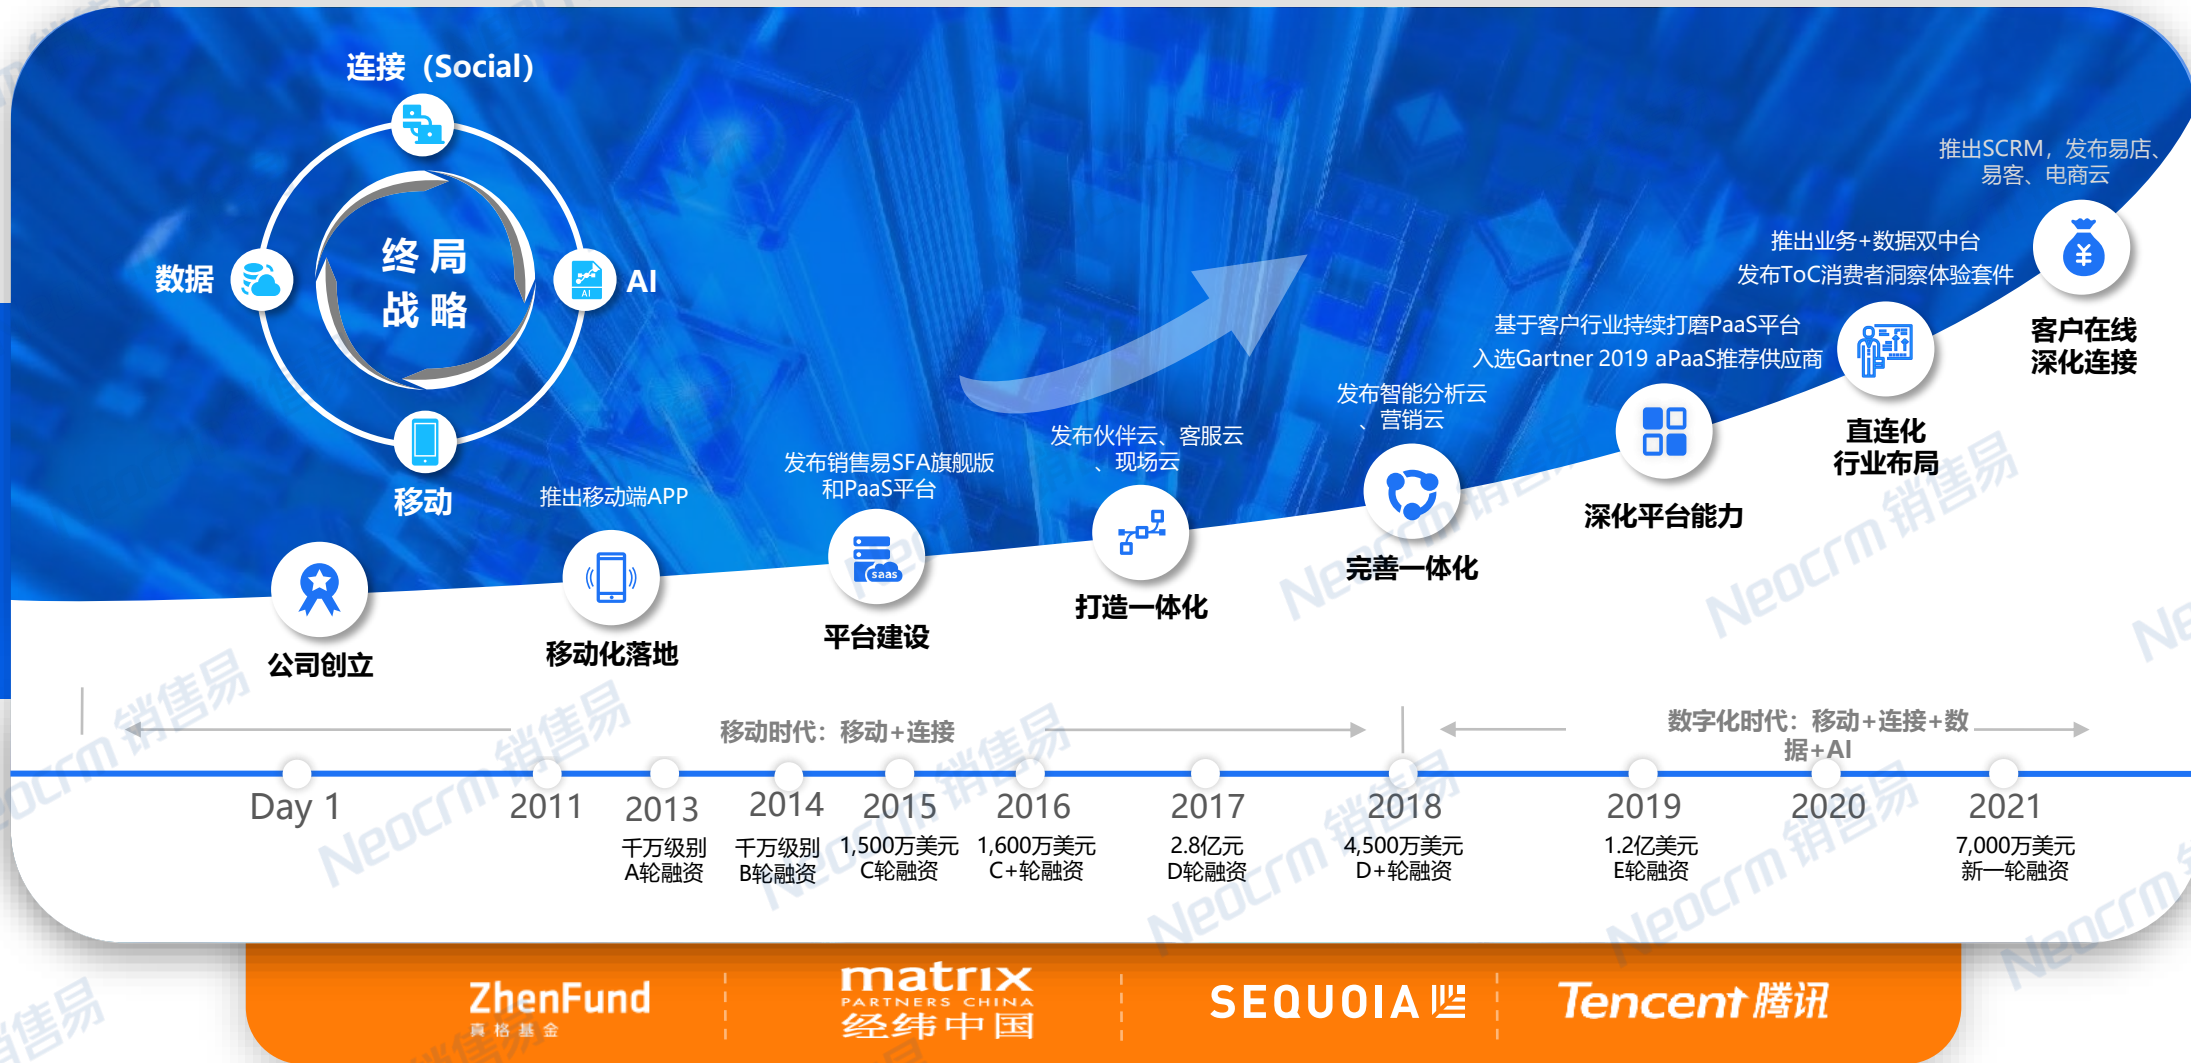 连接（Social）
数据
终局
战略
AI
AI
移动
推出移动端APP
发布销售易SFA旗舰版
和PaaS平台
发布伙伴云、客服云
、现场云
发布智能分析云
、营销云
基于客户行业持续打磨PaaS平台
入选Gartner 2019 aPaaS推荐供应商
推出业务+数据双中台
发布ToC消费者洞察体验套件
推出SCRM，发布易店、
易客、电商云
saas
公司创立
移动化落地
平台建设
打造一体化
完善一体化
深化平台能力
直连化
行业布局
客户在线
深化连接
移动时代：移动+连接
数字化时代：移动+连接+数
据+AI
Day 1
2011
2013
千万级别
A轮融资
2014
千万级别
B轮融资
2015
1,500万美元
C轮融资
2016
1,600万美元
C+轮融资
2017
2.8亿元
D轮融资
2018
4,500万美元
D+轮融资
2019
1.2亿美元
E轮融资
2020
2021
7,000万美元
新一轮融资
ZhenFund
真格基金
matrix
PARTNERS CHINA
经纬中国
SEQUOIA
Tencent 腾讯
Neocrm 销售易